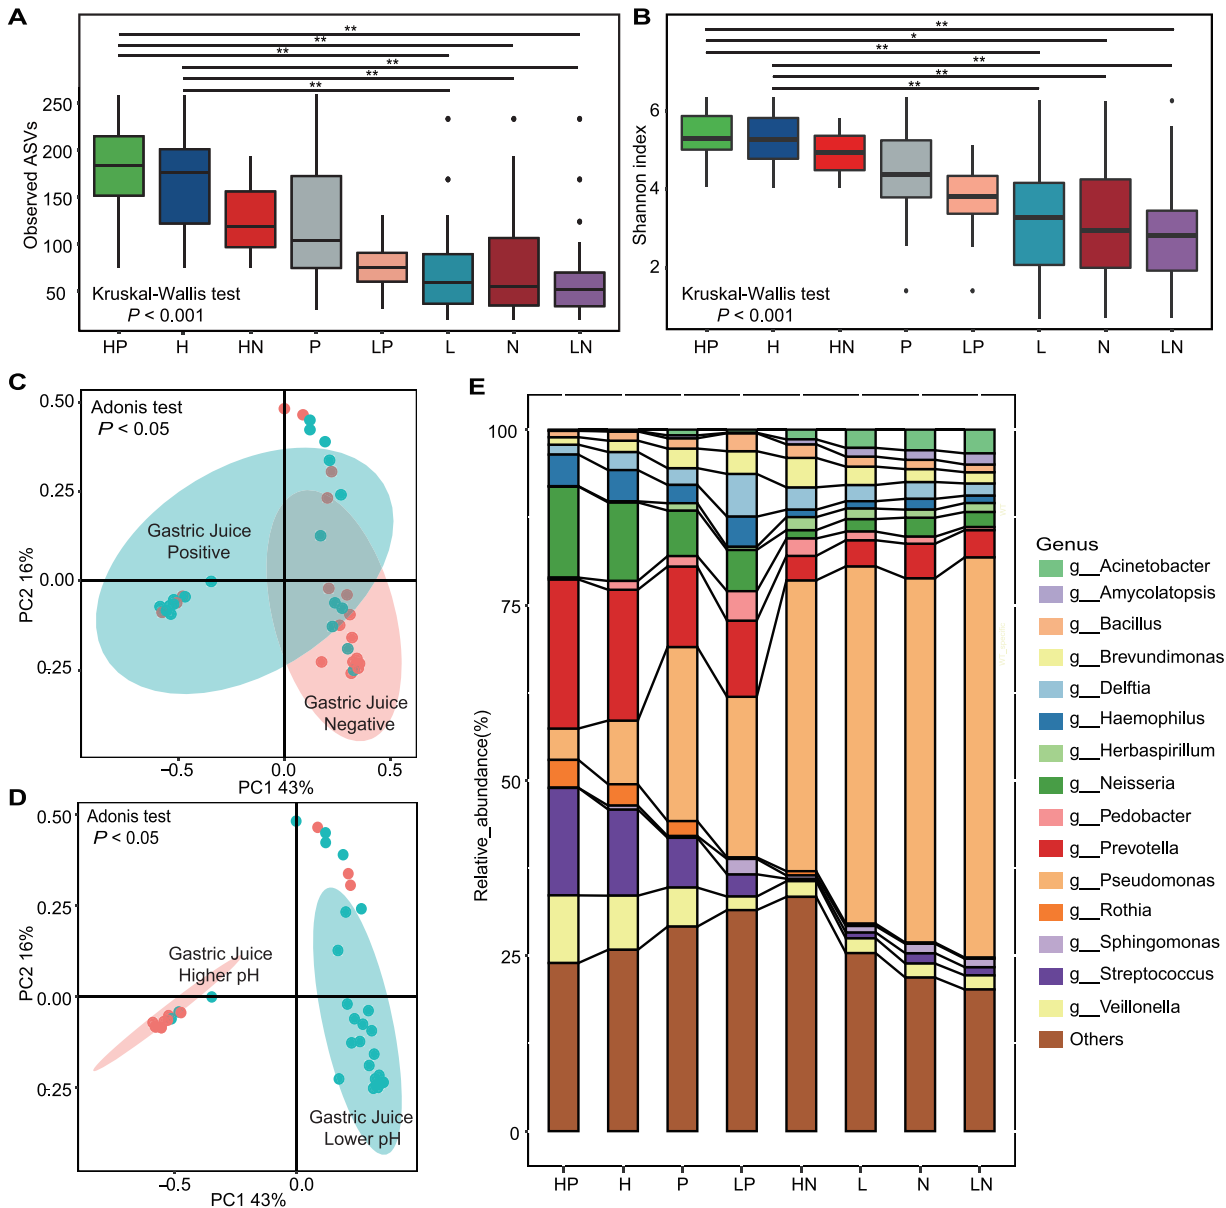 A
**
**
**
**
**
**
Observed ASVs
250
200
150
100
50
Kruskal-Wallis test
P < 0.001
HP H HN P LP L N LN
B
**
*
**
**
**
**
Shannon index
6
4
2
Kruskal-Wallis test
P < 0.001
HP H HN P LP L N LN
C
Adonis test
P < 0.05
PC2 16%
0.50
0.25
0.00
-0.25
Gastric Juice
Positive
Gastric Juice
Negative
−0.5 0.0 0.5
PC1 43%
D
Adonis test
P < 0.05
PC2 16%
0.50
0.25
0.00
-0.25
Gastric Juice
Higher pH
Gastric Juice
Lower pH
−0.5 0.0
PC1 43%
E
Relative_abundance(%)
100
75
50
25
0
HP H P LP HN L N LN
Genus
g__Acinetobacter
g__Amycolatopsis
g__Bacillus
g__Brevundimonas
g__Delftia
g__Haemophilus
g__Herbaspirillum
g__Neisseria
g__Pedobacter
g__Prevotella
g__Pseudomonas
g__Rothia
g__Sphingomonas
g__Streptococcus
g__Veillonella
Others